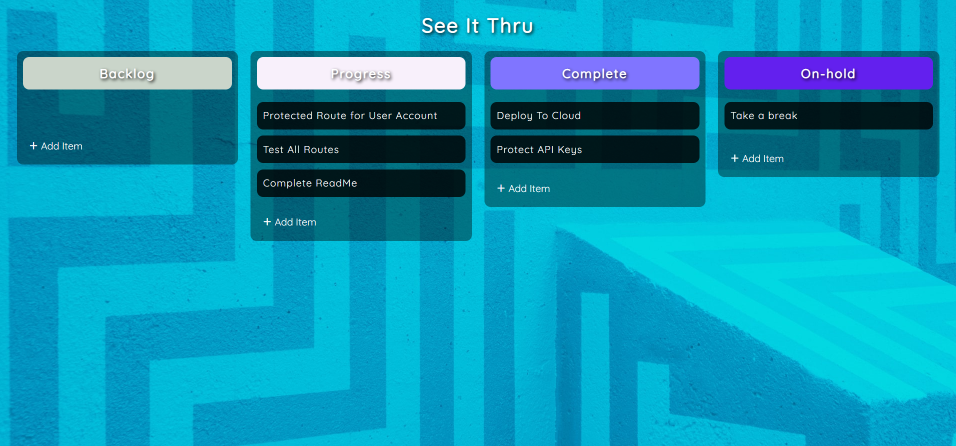 See It Thru
Backlog
+ Add Item
Progress
Protected Route for User Account
Test All Routes
Complete ReadMe
+ Add Item
Complete
Deploy To Cloud
Protect API Keys
+ Add Item
On-hold
Take a break
+ Add Item